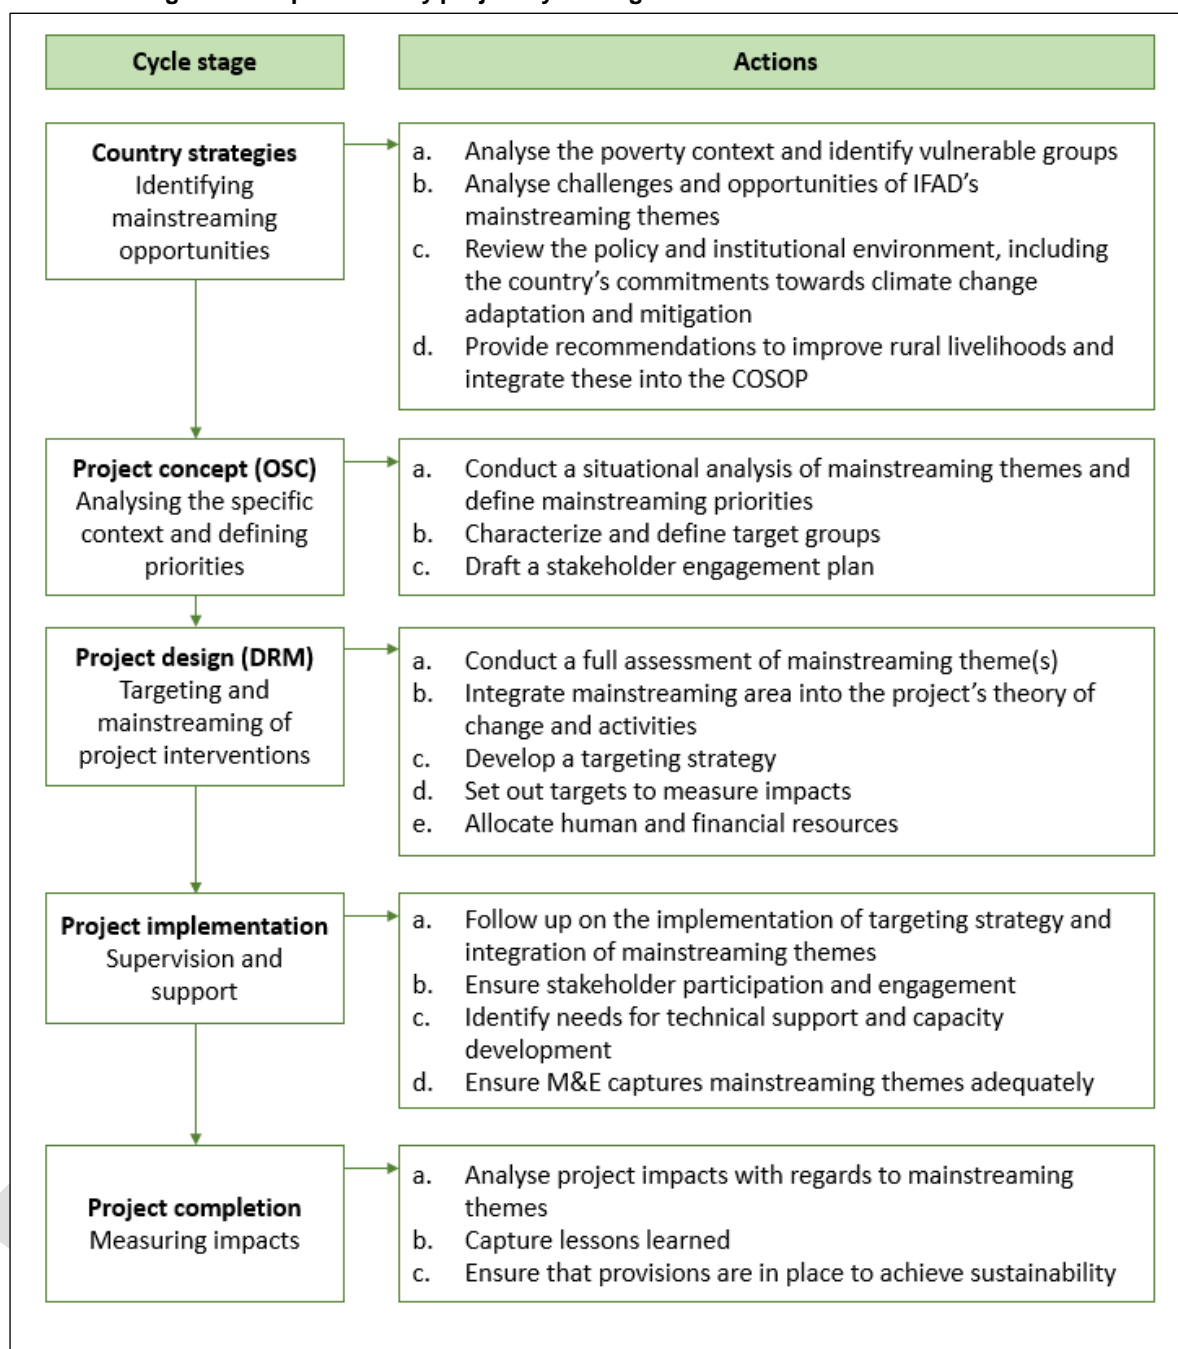 Cycle stage
Actions
Country strategies
Identifying
mainstreaming
opportunities
a. Analyse the poverty context and identify vulnerable groups
b. Analyse challenges and opportunities of IFAD's
mainstreaming themes
c. Review the policy and institutional environment, including
the country's commitments towards climate change
adaptation and mitigation
d. Provide recommendations to improve rural livelihoods and
integrate these into the COSOP
Project concept (OSC)
Analysing the specific
context and defining
priorities
a. Conduct a situational analysis of mainstreaming themes and
define mainstreaming priorities
b. Characterize and define target groups
c. Draft a stakeholder engagement plan
Project design (DRM)
Targeting and
mainstreaming of
project interventions
a. Conduct a full assessment of mainstreaming theme(s)
b. Integrate mainstreaming area into the project's theory of
change and activities
c. Develop a targeting strategy
d. Set out targets to measure impacts
e. Allocate human and financial resources
Project implementation
Supervision and
support
a. Follow up on the implementation of targeting strategy and
integration of mainstreaming themes
b. Ensure stakeholder participation and engagement
c. Identify needs for technical support and capacity
development
d. Ensure M&E captures mainstreaming themes adequately
Project completion
Measuring impacts
a. Analyse project impacts with regards to mainstreaming
themes
b. Capture lessons learned
c. Ensure that provisions are in place to achieve sustainability